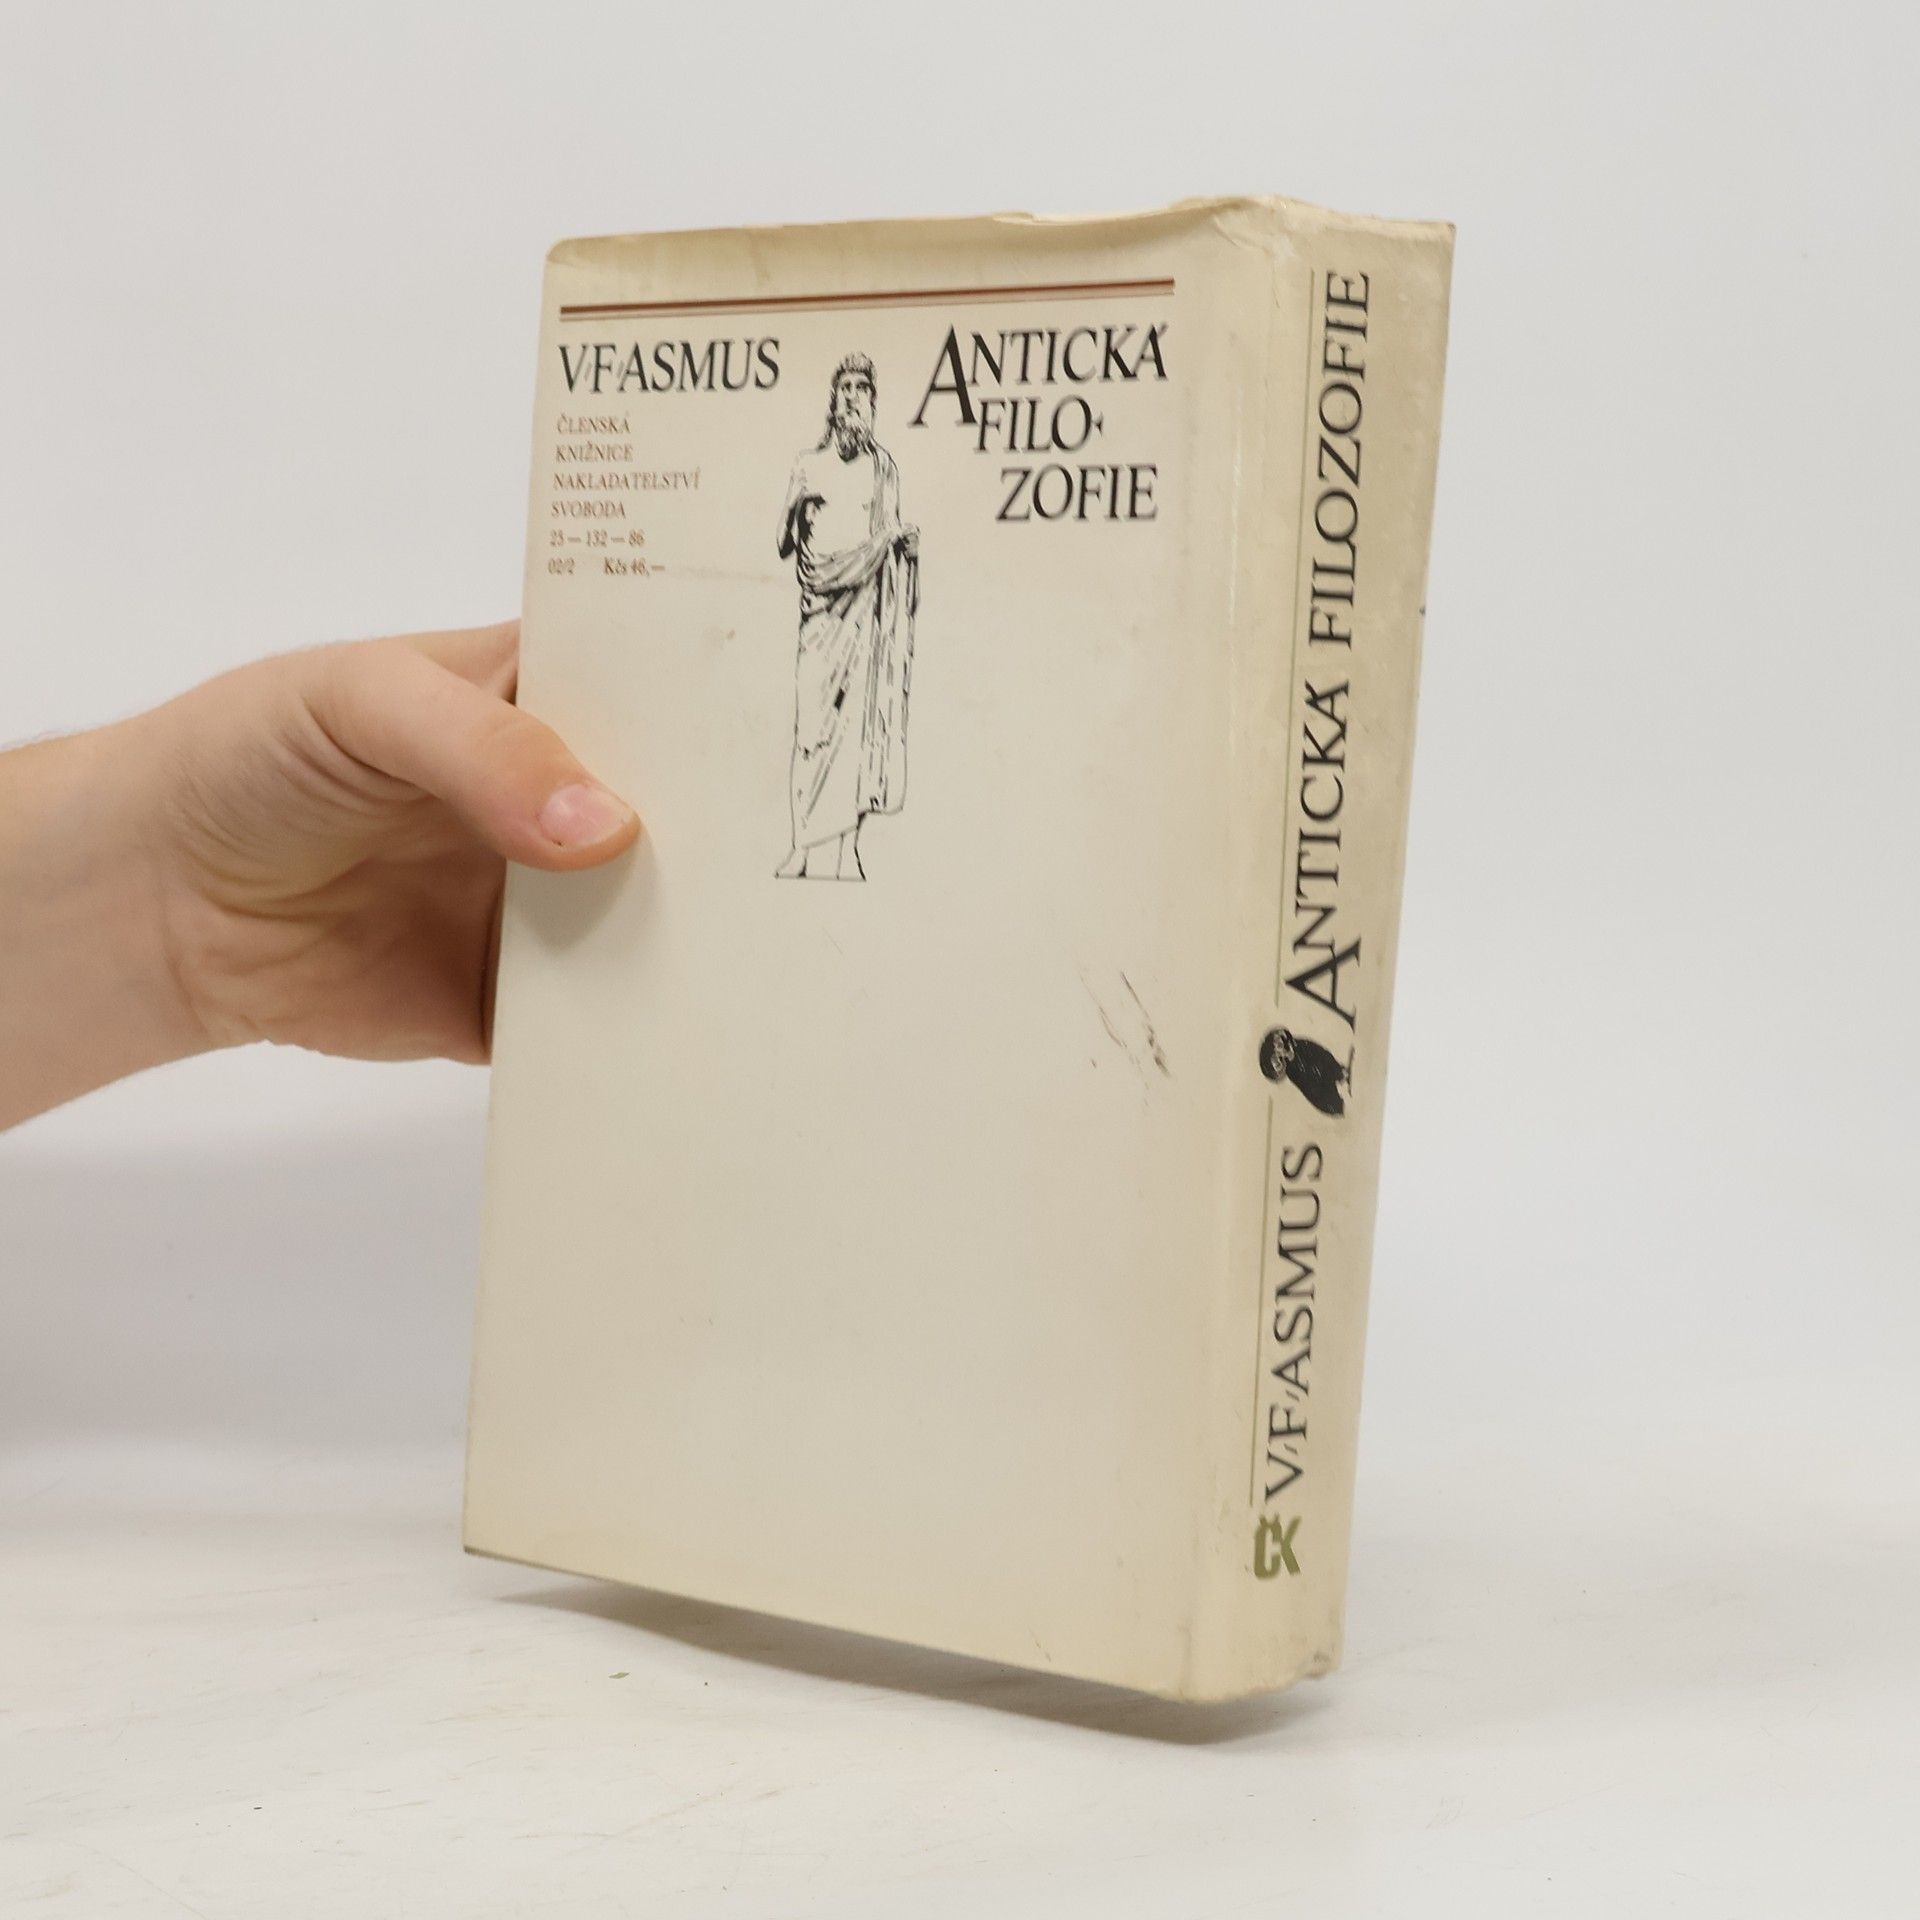 V·F·ASMUS
ČLENSKÁ
KNIŽNICE
NAKLADATELSTVÍ
SVOBODA
25—132—86
02/2 Kčs 46,—
ANTICKÁ
FILO-
ZOFIE
V·F·ASMUS ANTICKÁ FILOZOFIE
ČK